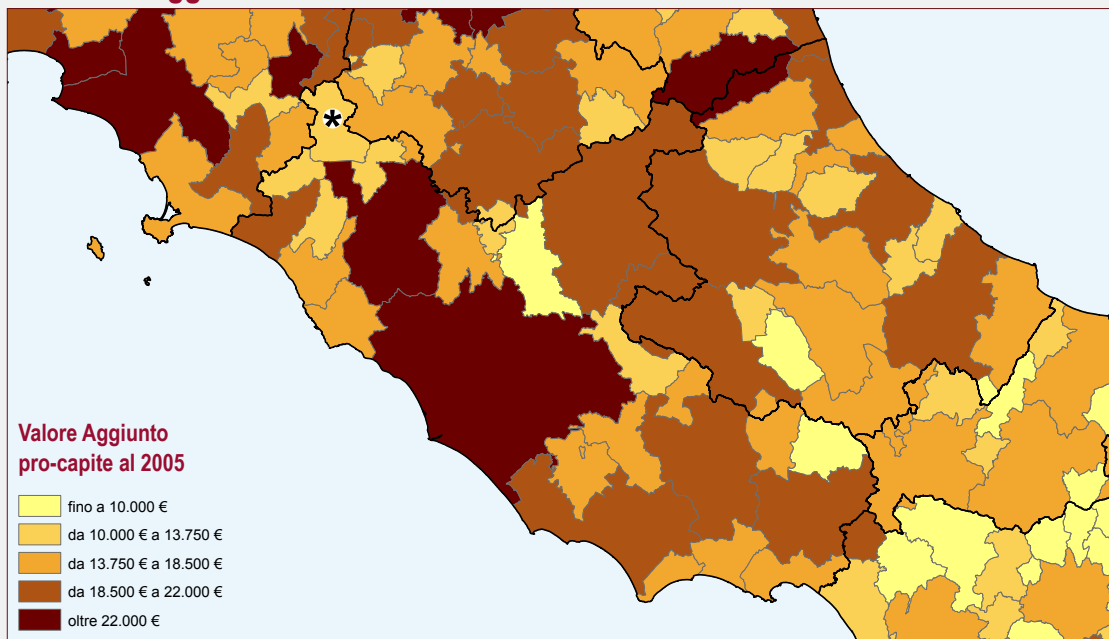 Valore Aggiunto
pro-capite al 2005
fino a 10.000 €
da 10.000 € a 13.750 €
da 13.750 € a 18.500 €
da 18.500 € a 22.000 €
oltre 22.000 €
*